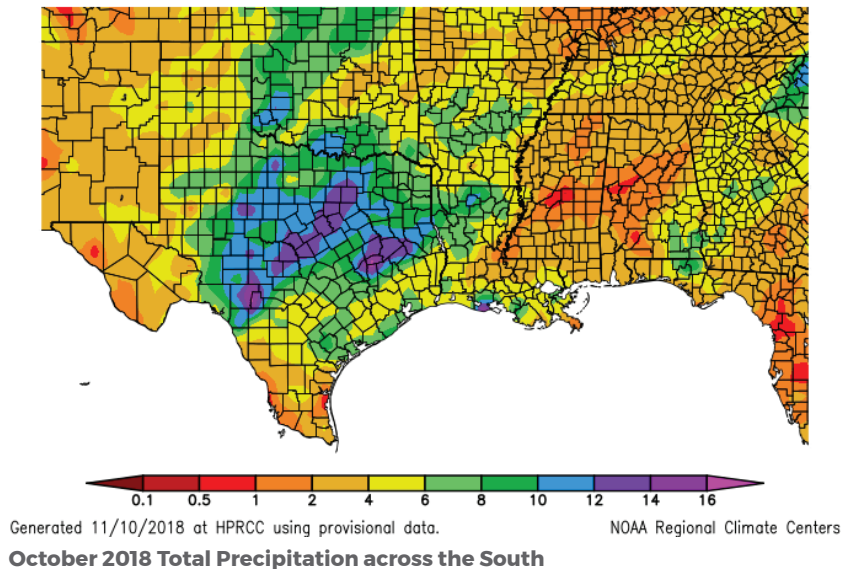 0.1 0.5 1 2 4 6 8 10 12 14 16
Generated 11/10/2018 at HPRCC using provisional data. NOAA Regional Climate Centers
October 2018 Total Precipitation across the South